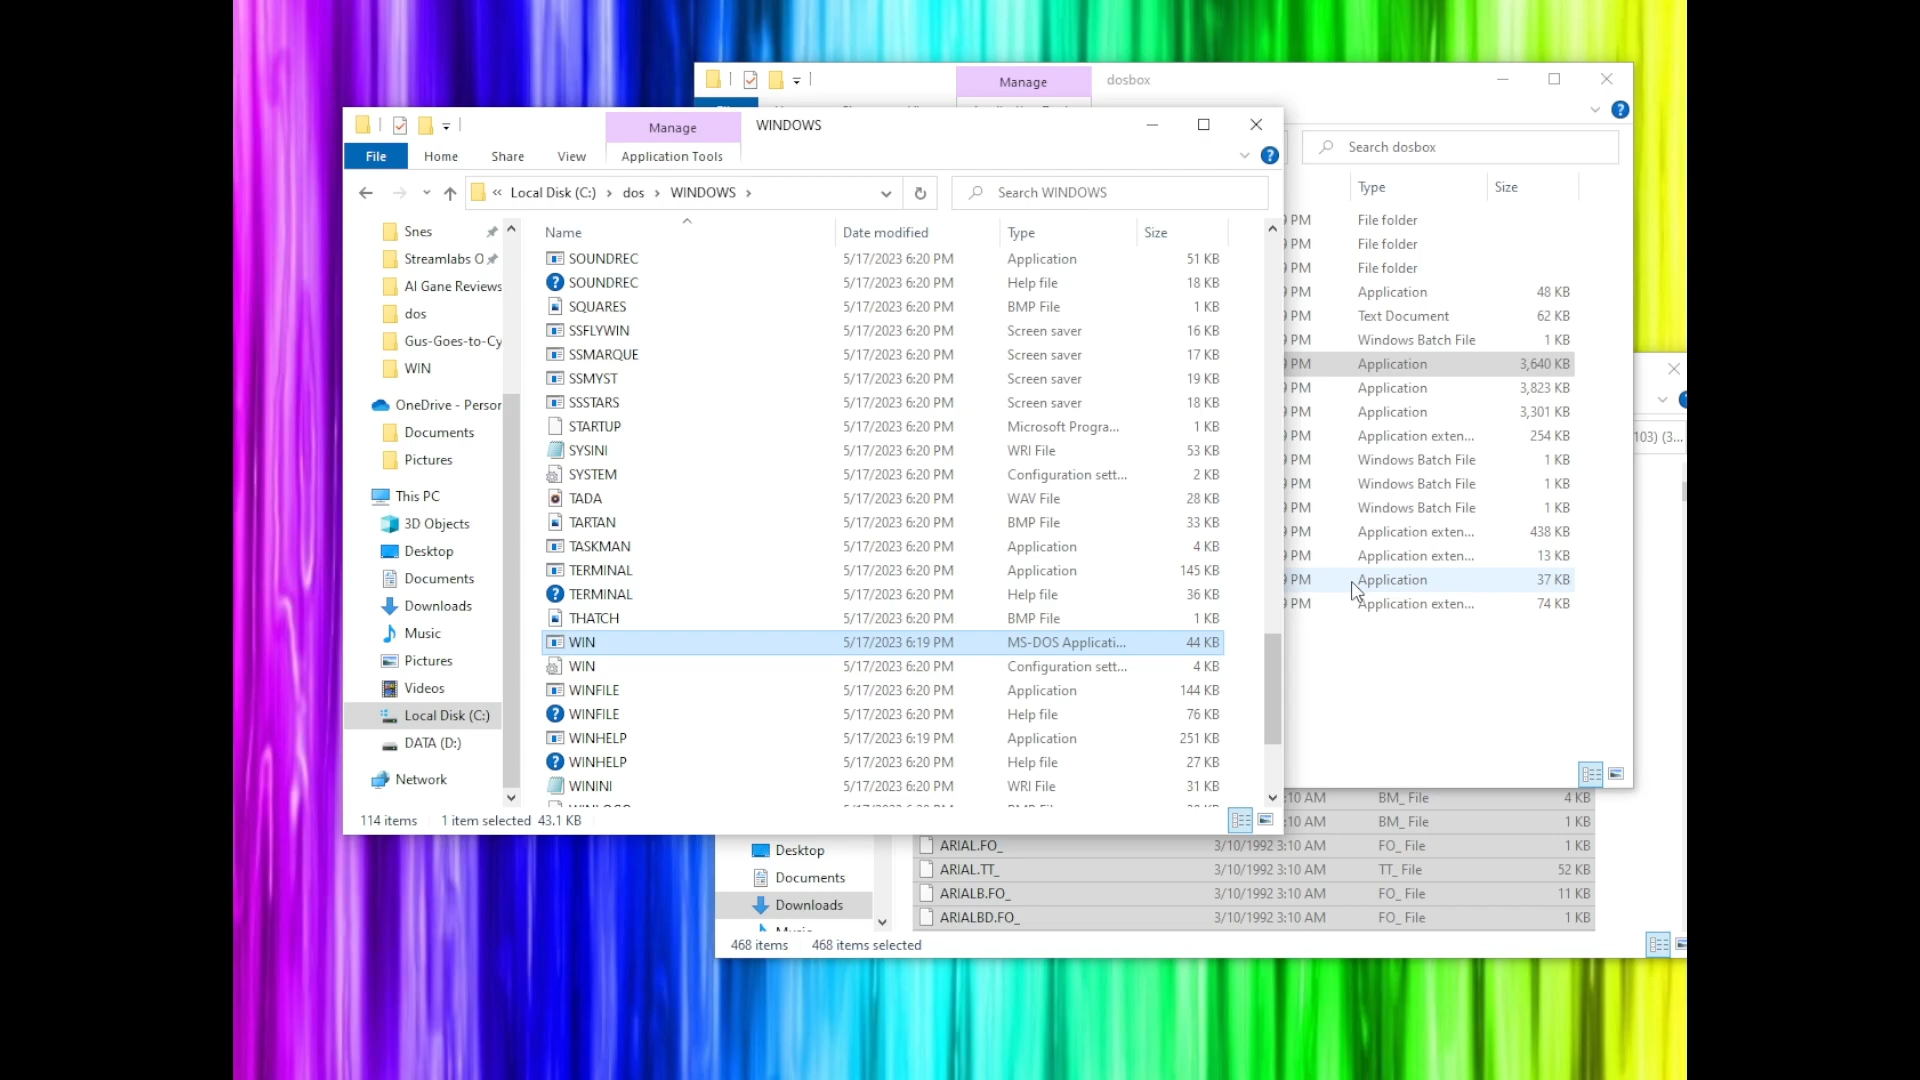 Manage
dosbox
Search dosbox
Type Size
PM File folder
PM File folder
PM File folder
PM Application 48 KB
PM Text Document 62 KB
PM Windows Batch File 1 KB
Application 3,640 KB
PM Application 3,823 KB
PM Application 3,301 KB
PM Application exten... 254 KB
PM Windows Batch File 1 KB
PM Windows Batch File 1 KB
PM Windows Batch File 1 KB
PM Application exten... 438 KB
PM Application exten... 13 KB
PM Application 37 KB
PM Application exten... 74 KB
Manage
WINDOWS
File Home Share View Application Tools
« Local Disk (C:) › dos › WINDOWS ›
Search WINDOWS
Snes
Streamlabs O
AI Gane Reviews
dos
Gus-Goes-to-Cy
WIN
OneDrive - Person
Documents
Pictures
This PC
3D Objects
Desktop
Documents
Downloads
Music
Pictures
Videos
Local Disk (C:)
DATA (D:)
Network
Name Date modified Type Size
SOUNDREC 5/17/2023 6:20 PM Application 51 KB
SOUNDREC 5/17/2023 6:20 PM Help file 18 KB
SQUARES 5/17/2023 6:20 PM BMP File 1 KB
SSFLYWIN 5/17/2023 6:20 PM Screen saver 16 KB
SSMARQUE 5/17/2023 6:20 PM Screen saver 17 KB
SSMYST 5/17/2023 6:20 PM Screen saver 19 KB
SSSTARS 5/17/2023 6:20 PM Screen saver 18 KB
STARTUP 5/17/2023 6:20 PM Microsoft Progra... 1 KB
SYSINI 5/17/2023 6:20 PM WRI File 53 KB
SYSTEM 5/17/2023 6:20 PM Configuration sett... 2 KB
TADA 5/17/2023 6:20 PM WAV File 28 KB
TARTAN 5/17/2023 6:20 PM BMP File 33 KB
TASKMAN 5/17/2023 6:20 PM Application 4 KB
TERMINAL 5/17/2023 6:20 PM Application 145 KB
TERMINAL 5/17/2023 6:20 PM Help file 36 KB
THATCH 5/17/2023 6:20 PM BMP File 1 KB
WIN 5/17/2023 6:19 PM MS-DOS Applicati... 44 KB
WIN 5/17/2023 6:20 PM Configuration sett... 4 KB
WINFILE 5/17/2023 6:20 PM Application 144 KB
WINFILE 5/17/2023 6:20 PM Help file 76 KB
WINHELP 5/17/2023 6:19 PM Application 251 KB
WINHELP 5/17/2023 6:20 PM Help file 27 KB
WININI 5/17/2023 6:20 PM WRI File 31 KB
114 items 1 item selected 43.1 KB
103) (3...
:10 AM BM_ File 4 KB
:10 AM BM_ File 1 KB
ARIAL.FO_ 3/10/1992 3:10 AM FO_ File 1 KB
ARIAL.TT_ 3/10/1992 3:10 AM TT_ File 52 KB
ARIALB.FO_ 3/10/1992 3:10 AM FO_ File 11 KB
ARIALBD.FO_ 3/10/1992 3:10 AM FO_ File 1 KB
Desktop
Documents
Downloads
468 items 468 items selected